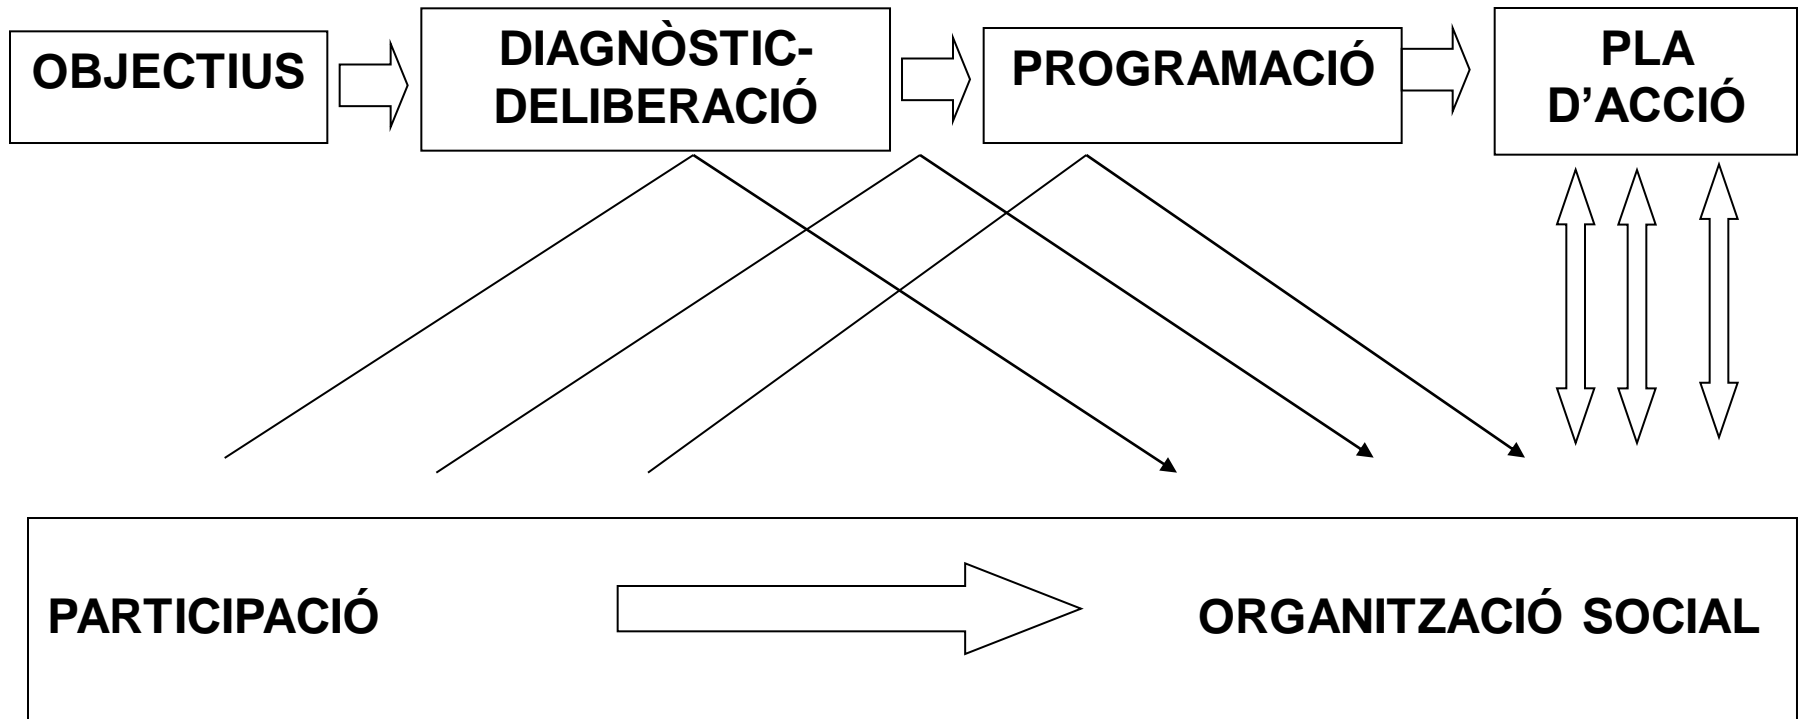 OBJECTIUS
DIAGNÒSTIC-
DELIBERACIÓ
PROGRAMACIÓ
PLA
D’ACCIÓ
PARTICIPACIÓ
ORGANITZACIÓ SOCIAL